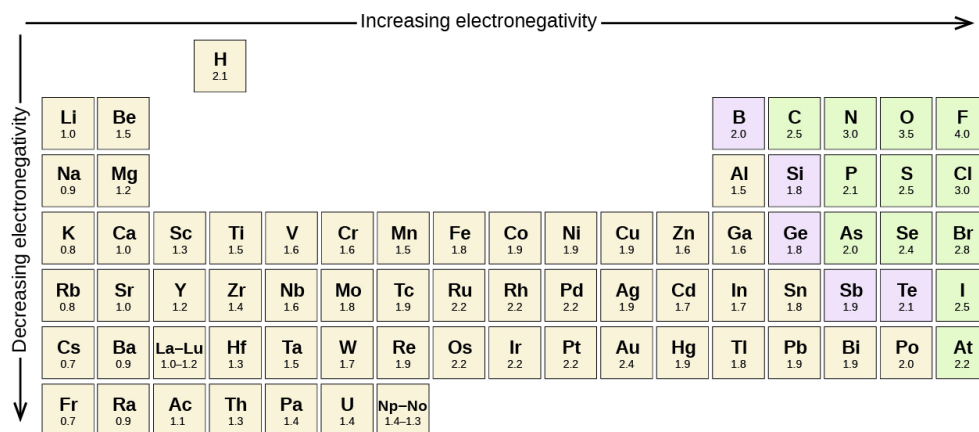 Increasing electronegativity
Decreasing electronegativity
H
2.1
Li Be B C N O F
1.0 1.5 2.0 2.5 3.0 3.5 4.0
Na Mg Al Si P S Cl
0.9 1.2 1.5 1.8 2.1 2.5 3.0
K Ca Sc Ti V Cr Mn Fe Co Ni Cu Zn Ga Ge As Se Br
0.8 1.0 1.3 1.5 1.6 1.6 1.5 1.8 1.9 1.9 1.9 1.6 1.6 1.8 2.0 2.4 2.8
Rb Sr Y Zr Nb Mo Tc Ru Rh Pd Ag Cd In Sn Sb Te I
0.8 1.0 1.2 1.4 1.6 1.8 1.9 2.2 2.2 2.2 1.9 1.7 1.7 1.8 1.9 2.1 2.5
Cs Ba La–Lu Hf Ta W Re Os Ir Pt Au Hg Tl Pb Bi Po At
0.7 0.9 1.0–1.2 1.3 1.5 1.7 1.9 2.2 2.2 2.2 2.4 1.9 1.8 1.9 1.9 2.0 2.2
Fr Ra Ac Th Pa U Np–No
0.7 0.9 1.1 1.3 1.4 1.4 1.4–1.3